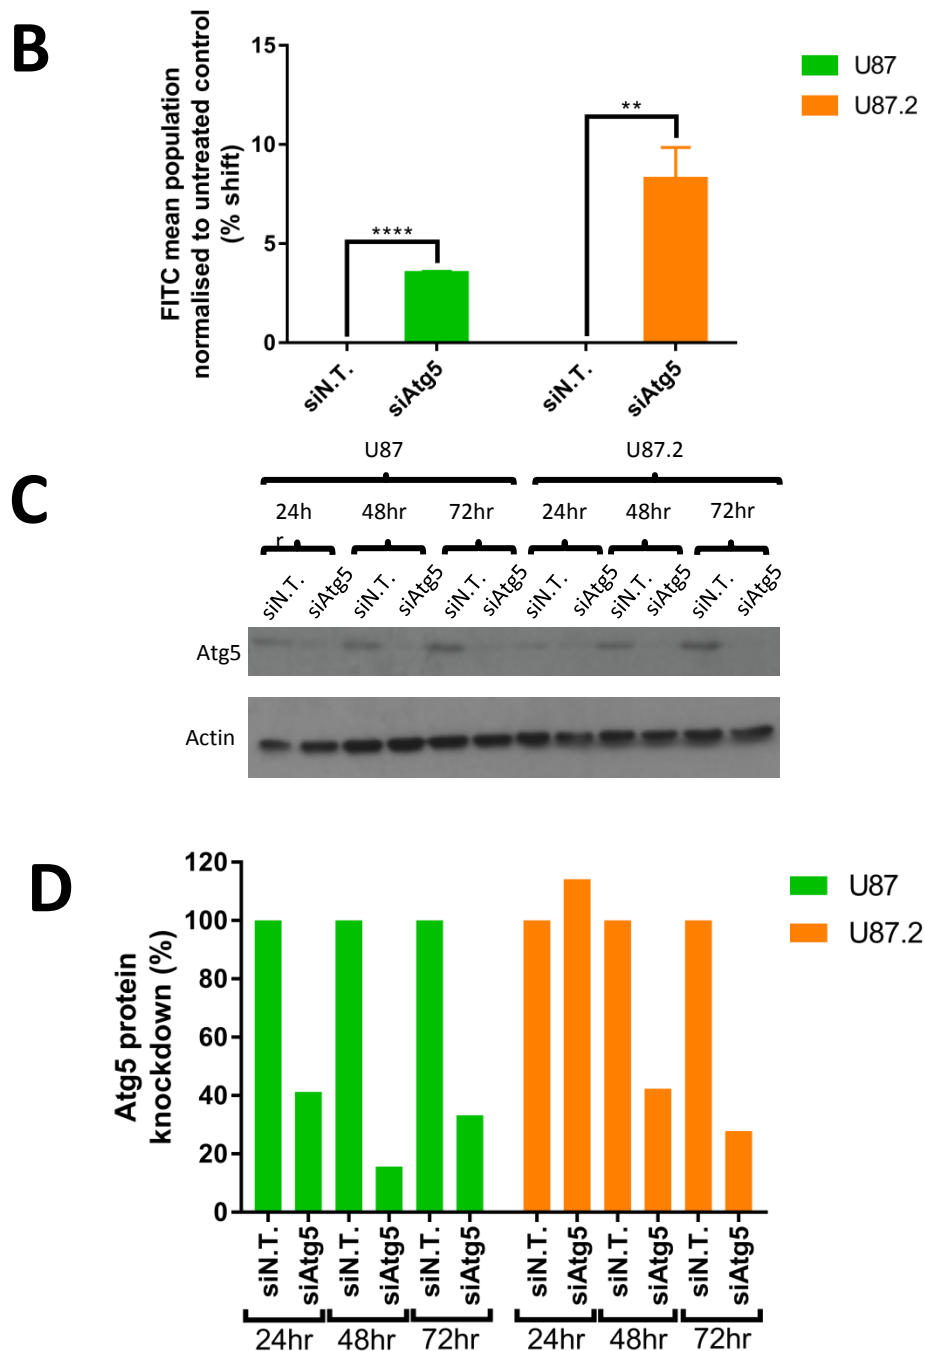 B
FITC mean population
normalised to untreated control
(% shift)
15
10
5
0
****
**
siN.T.
siAtg5
siN.T.
siAtg5
U87
U87.2
C
U87
U87.2
24h
r
48hr
72hr
24hr
48hr
72hr
siN.T.
siAtg5
siN.T.
siAtg5
siN.T.
siAtg5
siN.T.
siAtg5
siN.T.
siAtg5
siN.T.
siAtg5
Atg5
Actin
D
Atg5 protein
knockdown (%)
120
100
80
60
40
20
0
siN.T.
siAtg5
siN.T.
siAtg5
siN.T.
siAtg5
siN.T.
siAtg5
siN.T.
siAtg5
siN.T.
siAtg5
24hr
48hr
72hr
24hr
48hr
72hr
U87
U87.2